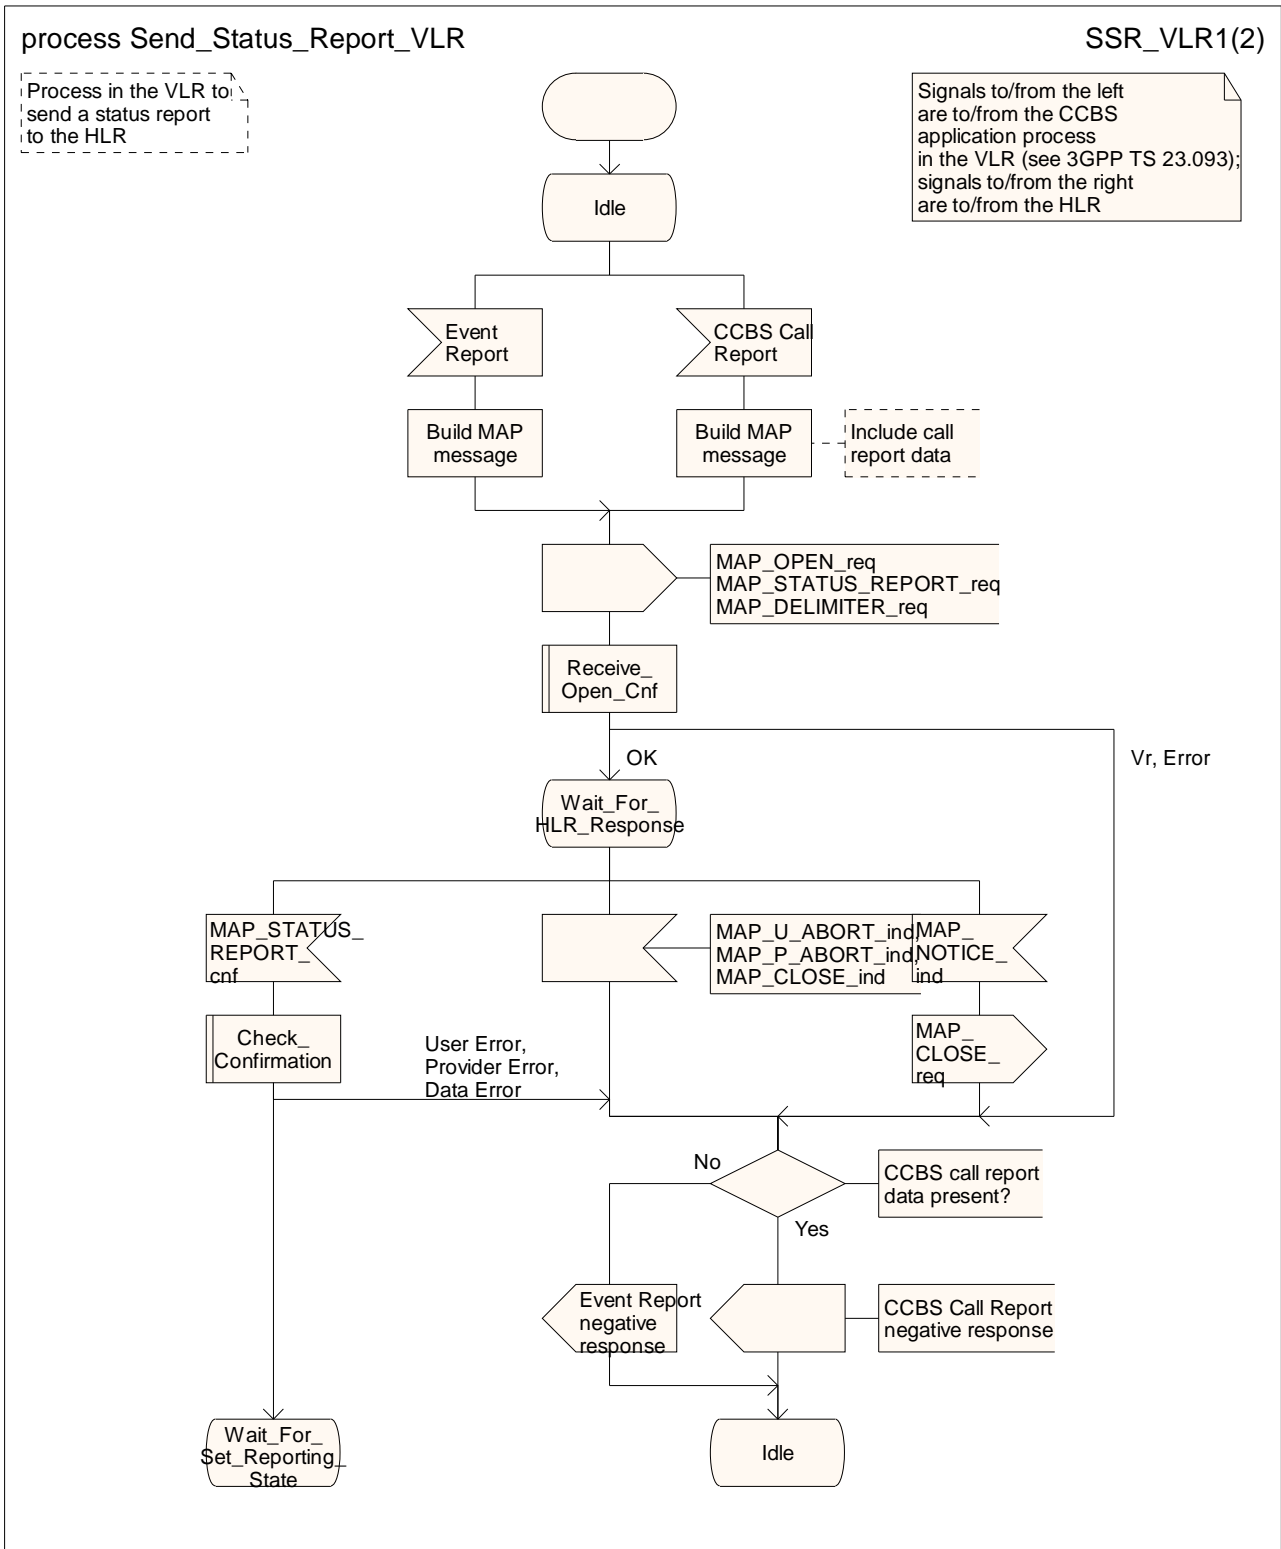 process Send_Status_Report_VLR
SSR_VLR1(2)
Process in the VLR to
send a status report
to the HLR
Signals to/from the left
are to/from the CCBS
application process
in the VLR (see 3GPP TS 23.093);
signals to/from the right
are to/from the HLR
Idle
Event
Report
CCBS Call
Report
Build MAP
message
Build MAP
message
Include call
report data
MAP_OPEN_req
MAP_STATUS_REPORT_req
MAP_DELIMITER_req
Receive_
Open_Cnf
OK
Vr, Error
Wait_For_
HLR_Response
MAP_STATUS_
REPORT_
cnf
MAP_U_ABORT_ind,
MAP_P_ABORT_ind,
MAP_CLOSE_ind
MAP_
NOTICE_
ind
Check_
Confirmation
User Error,
Provider Error,
Data Error
MAP_
CLOSE_
req
No
CCBS call report
data present?
Yes
Event Report
negative
response
CCBS Call Report
negative response
Wait_For_
Set_Reporting_
State
Idle